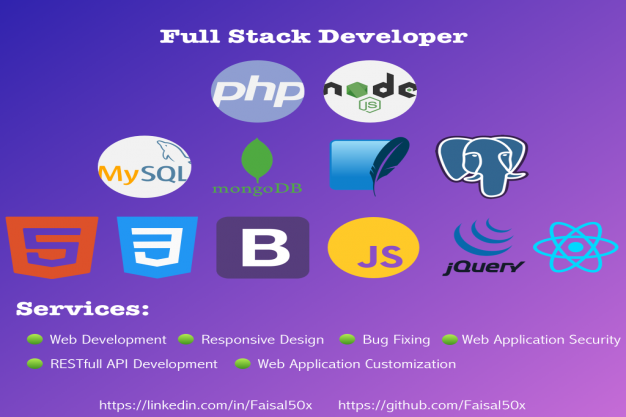 Full Stack Developer
php node
JS
MySQL mongoDB
5 3 B JS jQuery
Services:
Web Development Responsive Design Bug Fixing Web Application Security
RESTfull API Development Web Application Customization
https://linkedin.com/in/Faisal50x https://github.com/Faisal50x